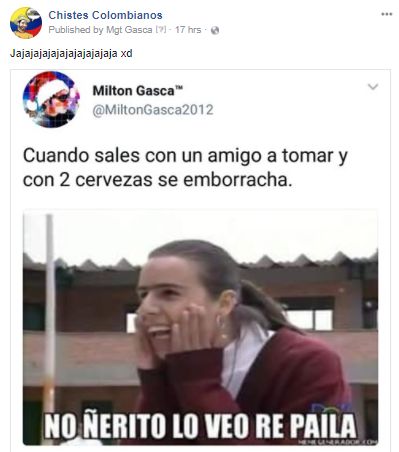 Chistes Colombianos
Published by Mgt Gasca [?] · 17 hrs ·
Jajajajajajajajajajajaja xd
Milton Gasca™
@MiltonGasca2012
Cuando sales con un amigo a tomar y
con 2 cervezas se emborracha.
NO ÑERITO LO VEO RE PAILA
MEMEGENERADOR.COM